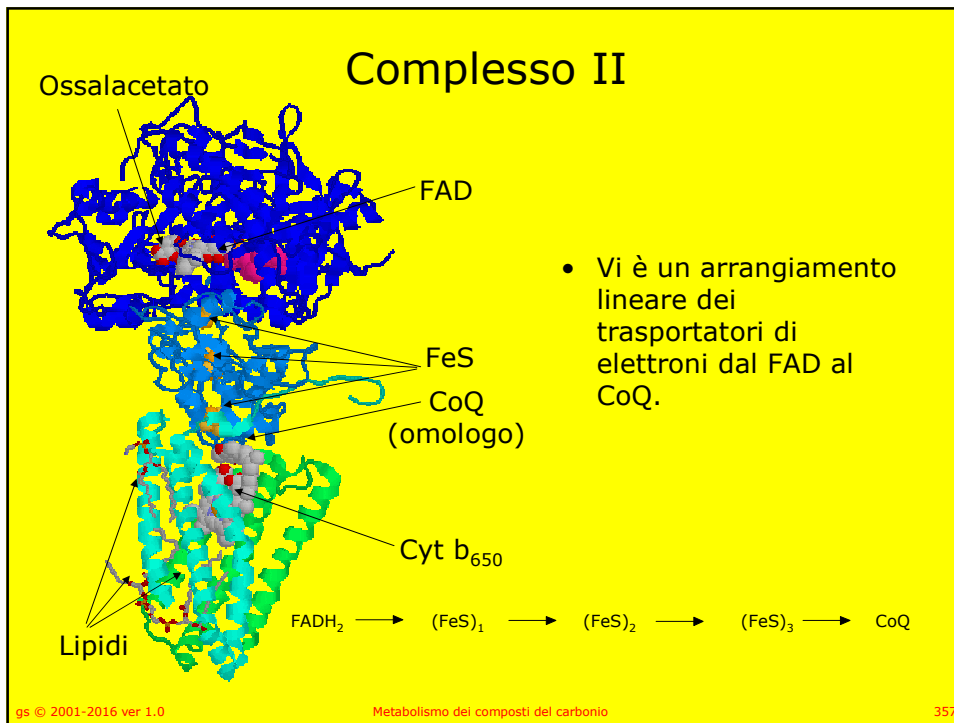 Complesso II
Ossalacetato
FAD
• Vi è un arrangiamento
lineare dei
trasportatori di
elettroni dal FAD al
CoQ.
FeS
CoQ
(omologo)
Cyt b₆₅₀
Lipidi
FADH₂ → (FeS)₁ → (FeS)₂ → (FeS)₃ → CoQ
gs © 2001-2016 ver 1.0 Metabolismo dei composti del carbonio 357